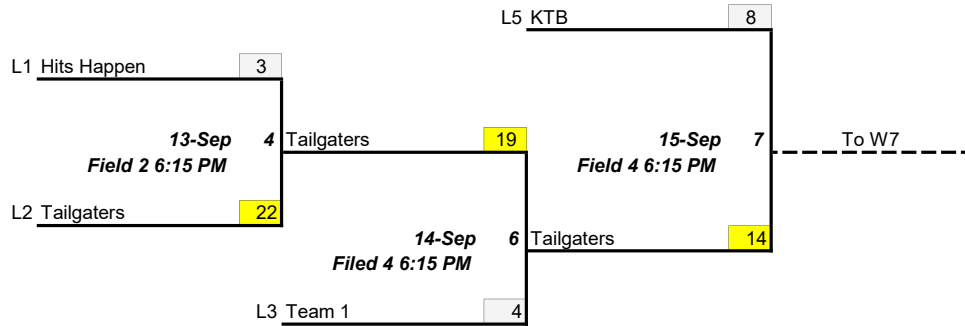 L5 KTB 8
L1 Hits Happen 3
13-Sep 4 Tailgaters 19 15-Sep 7 To W7
Field 2 6:15 PM Field 4 6:15 PM
L2 Tailgaters 22
14-Sep 6 Tailgaters 14
Filed 4 6:15 PM
L3 Team 1 4